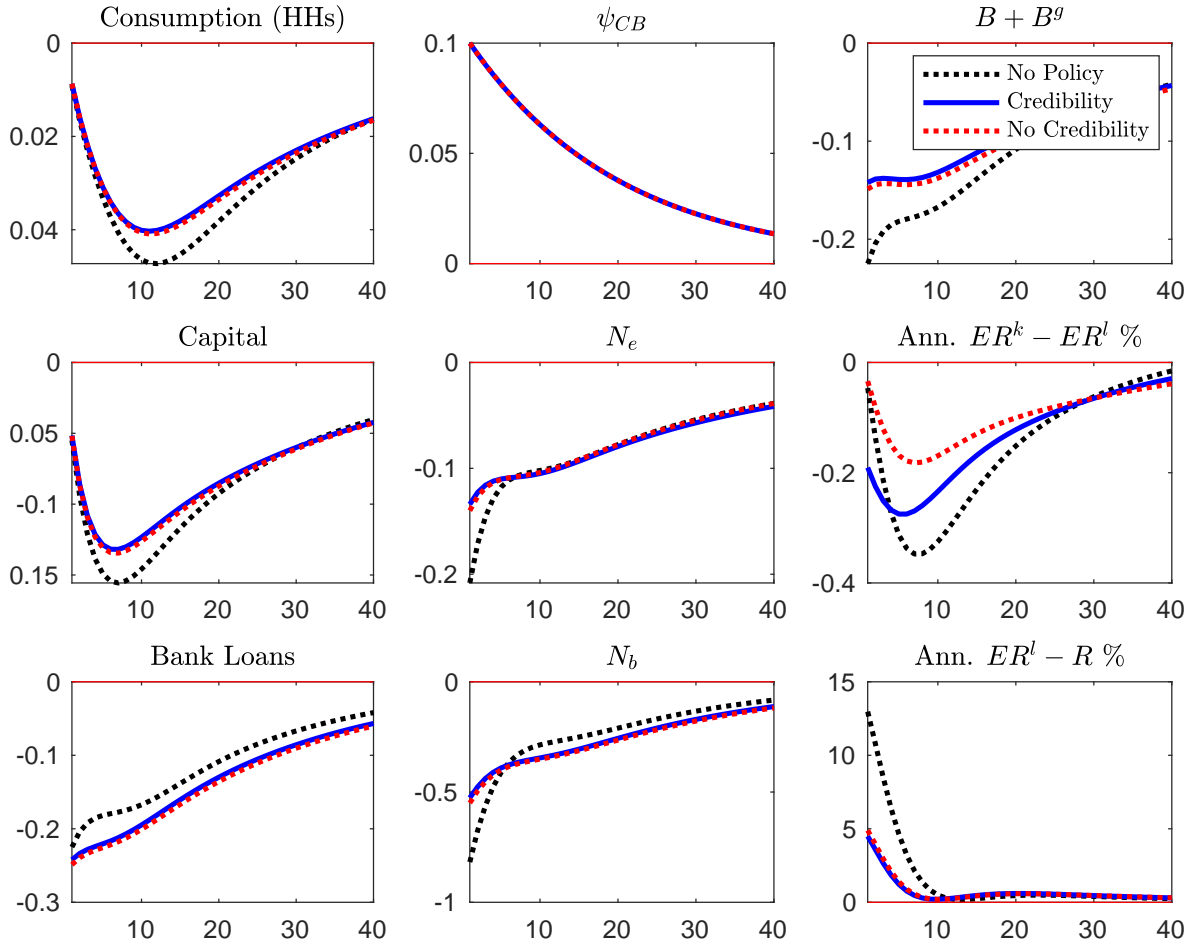 Consumption (HHs)
0
0.02
0.04
10 20 30 40
ψ_CB
0.1
0.05
0
10 20 30 40
B + B^g
0
-0.1
-0.2
10 20 30 40
No Policy
Credibility
No Credibility
Capital
0
0.05
-0.1
0.15
10 20 30 40
N_e
0
-0.1
-0.2
10 20 30 40
Ann. ER^k − ER^l %
0
-0.2
-0.4
10 20 30 40
Bank Loans
0
-0.1
-0.2
-0.3
10 20 30 40
N_b
0
-0.5
-1
10 20 30 40
Ann. ER^l − R %
15
10
5
0
10 20 30 40